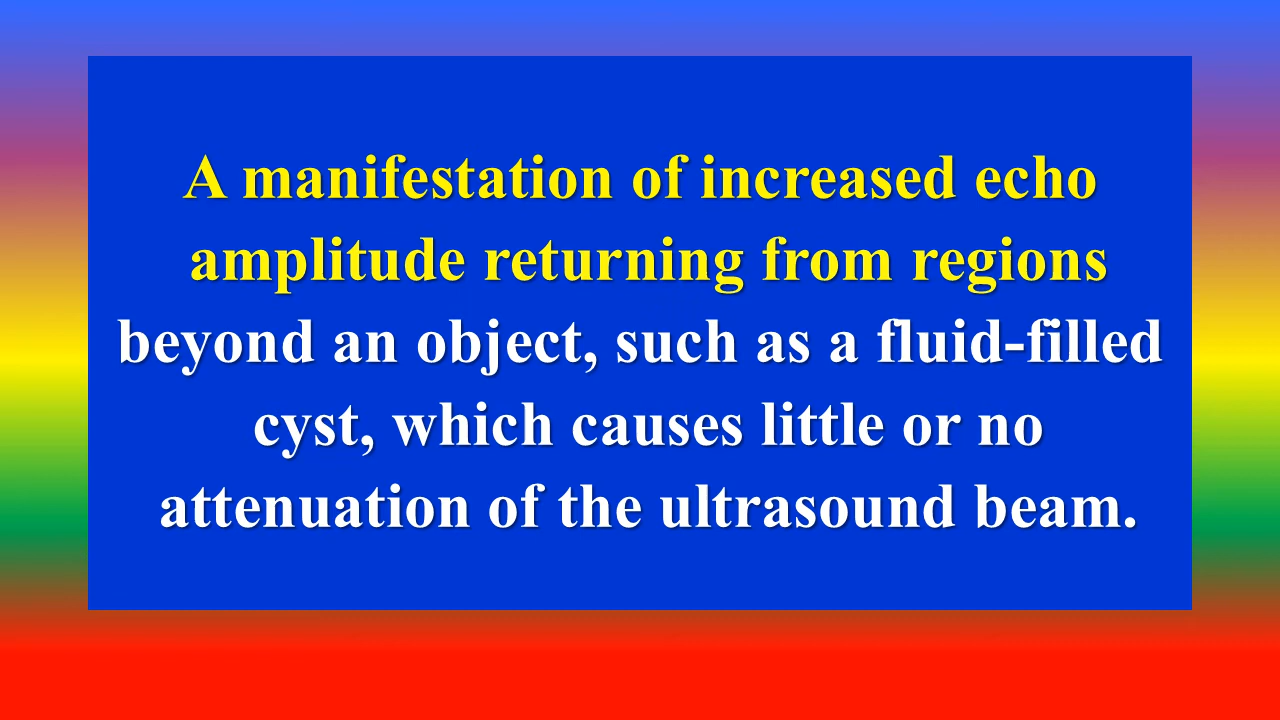 A manifestation of increased echo
amplitude returning from regions
beyond an object, such as a fluid-filled
cyst, which causes little or no
attenuation of the ultrasound beam.